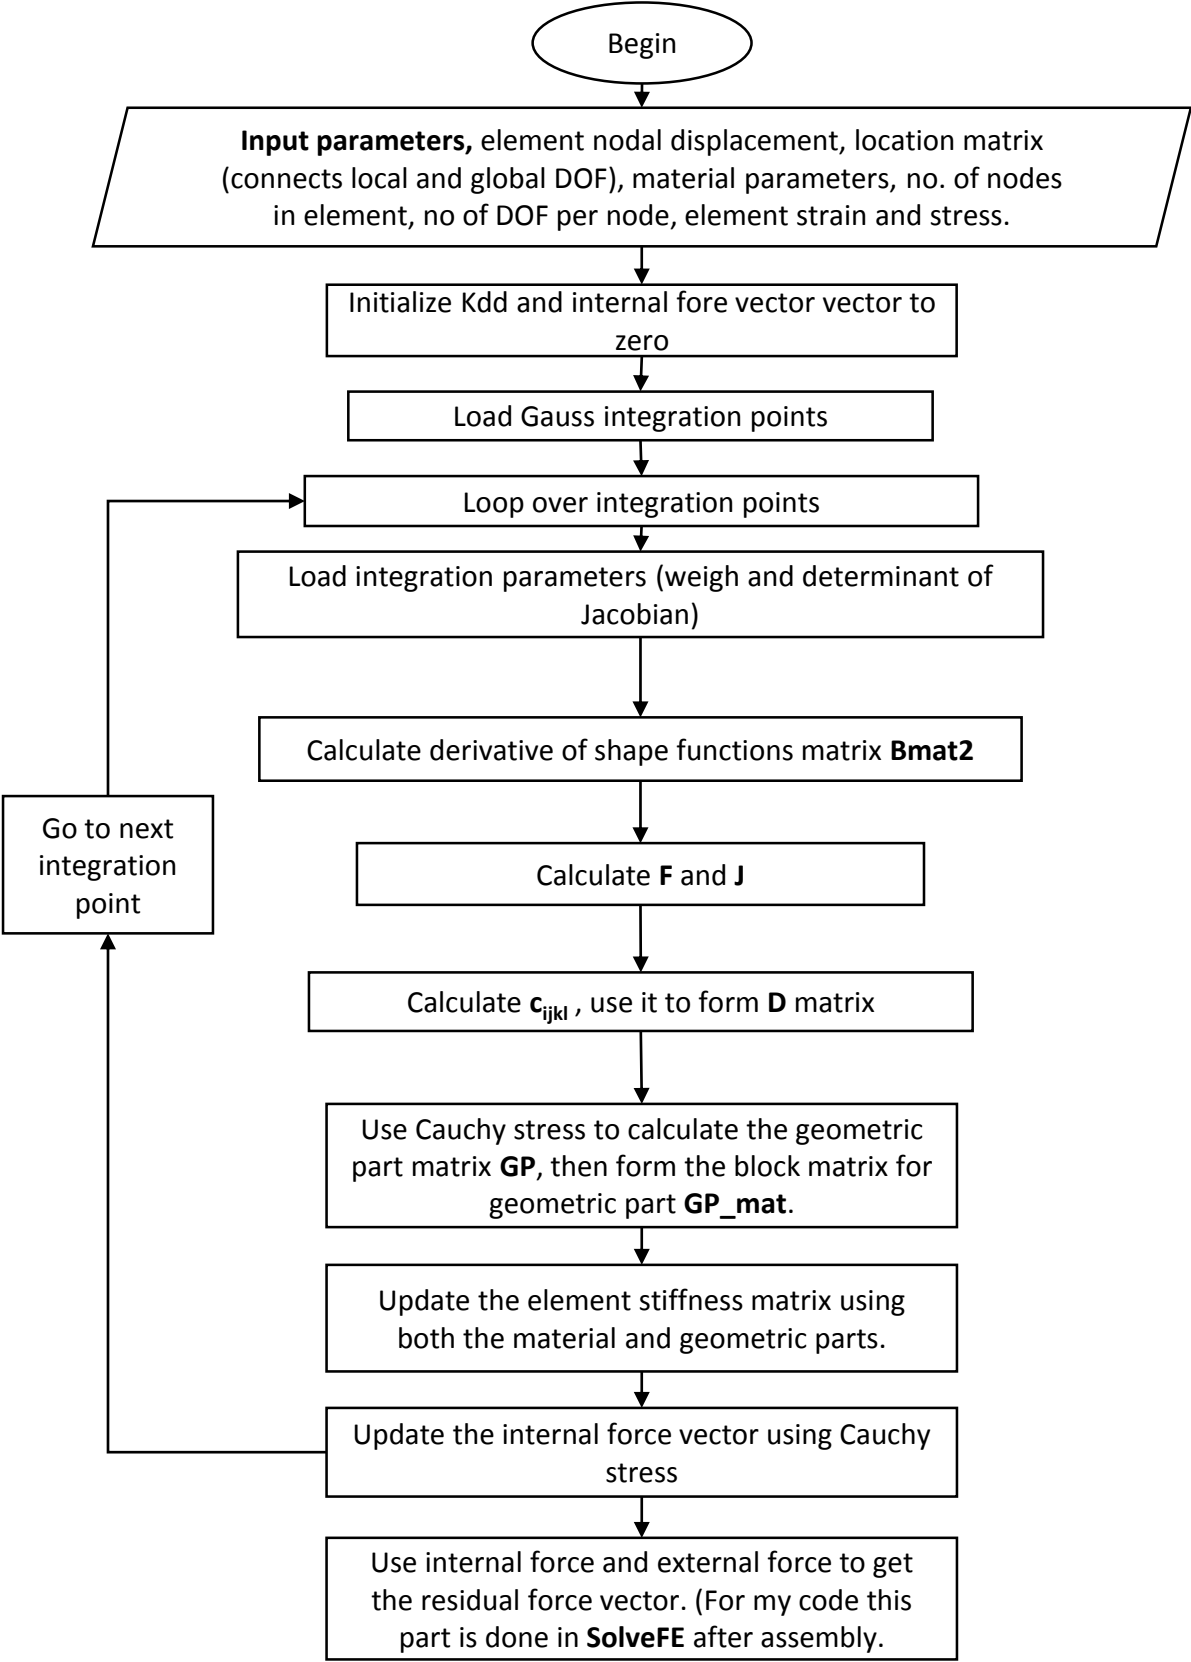 Begin
Input parameters, element nodal displacement, location matrix
(connects local and global DOF), material parameters, no. of nodes
in element, no of DOF per node, element strain and stress.
Initialize Kdd and internal fore vector vector to
zero
Load Gauss integration points
Loop over integration points
Load integration parameters (weigh and determinant of
Jacobian)
Calculate derivative of shape functions matrix Bmat2
Go to next
integration
point
Calculate F and J
Calculate cijkl , use it to form D matrix
Use Cauchy stress to calculate the geometric
part matrix GP, then form the block matrix for
geometric part GP_mat.
Update the element stiffness matrix using
both the material and geometric parts.
Update the internal force vector using Cauchy
stress
Use internal force and external force to get
the residual force vector. (For my code this
part is done in SolveFE after assembly.